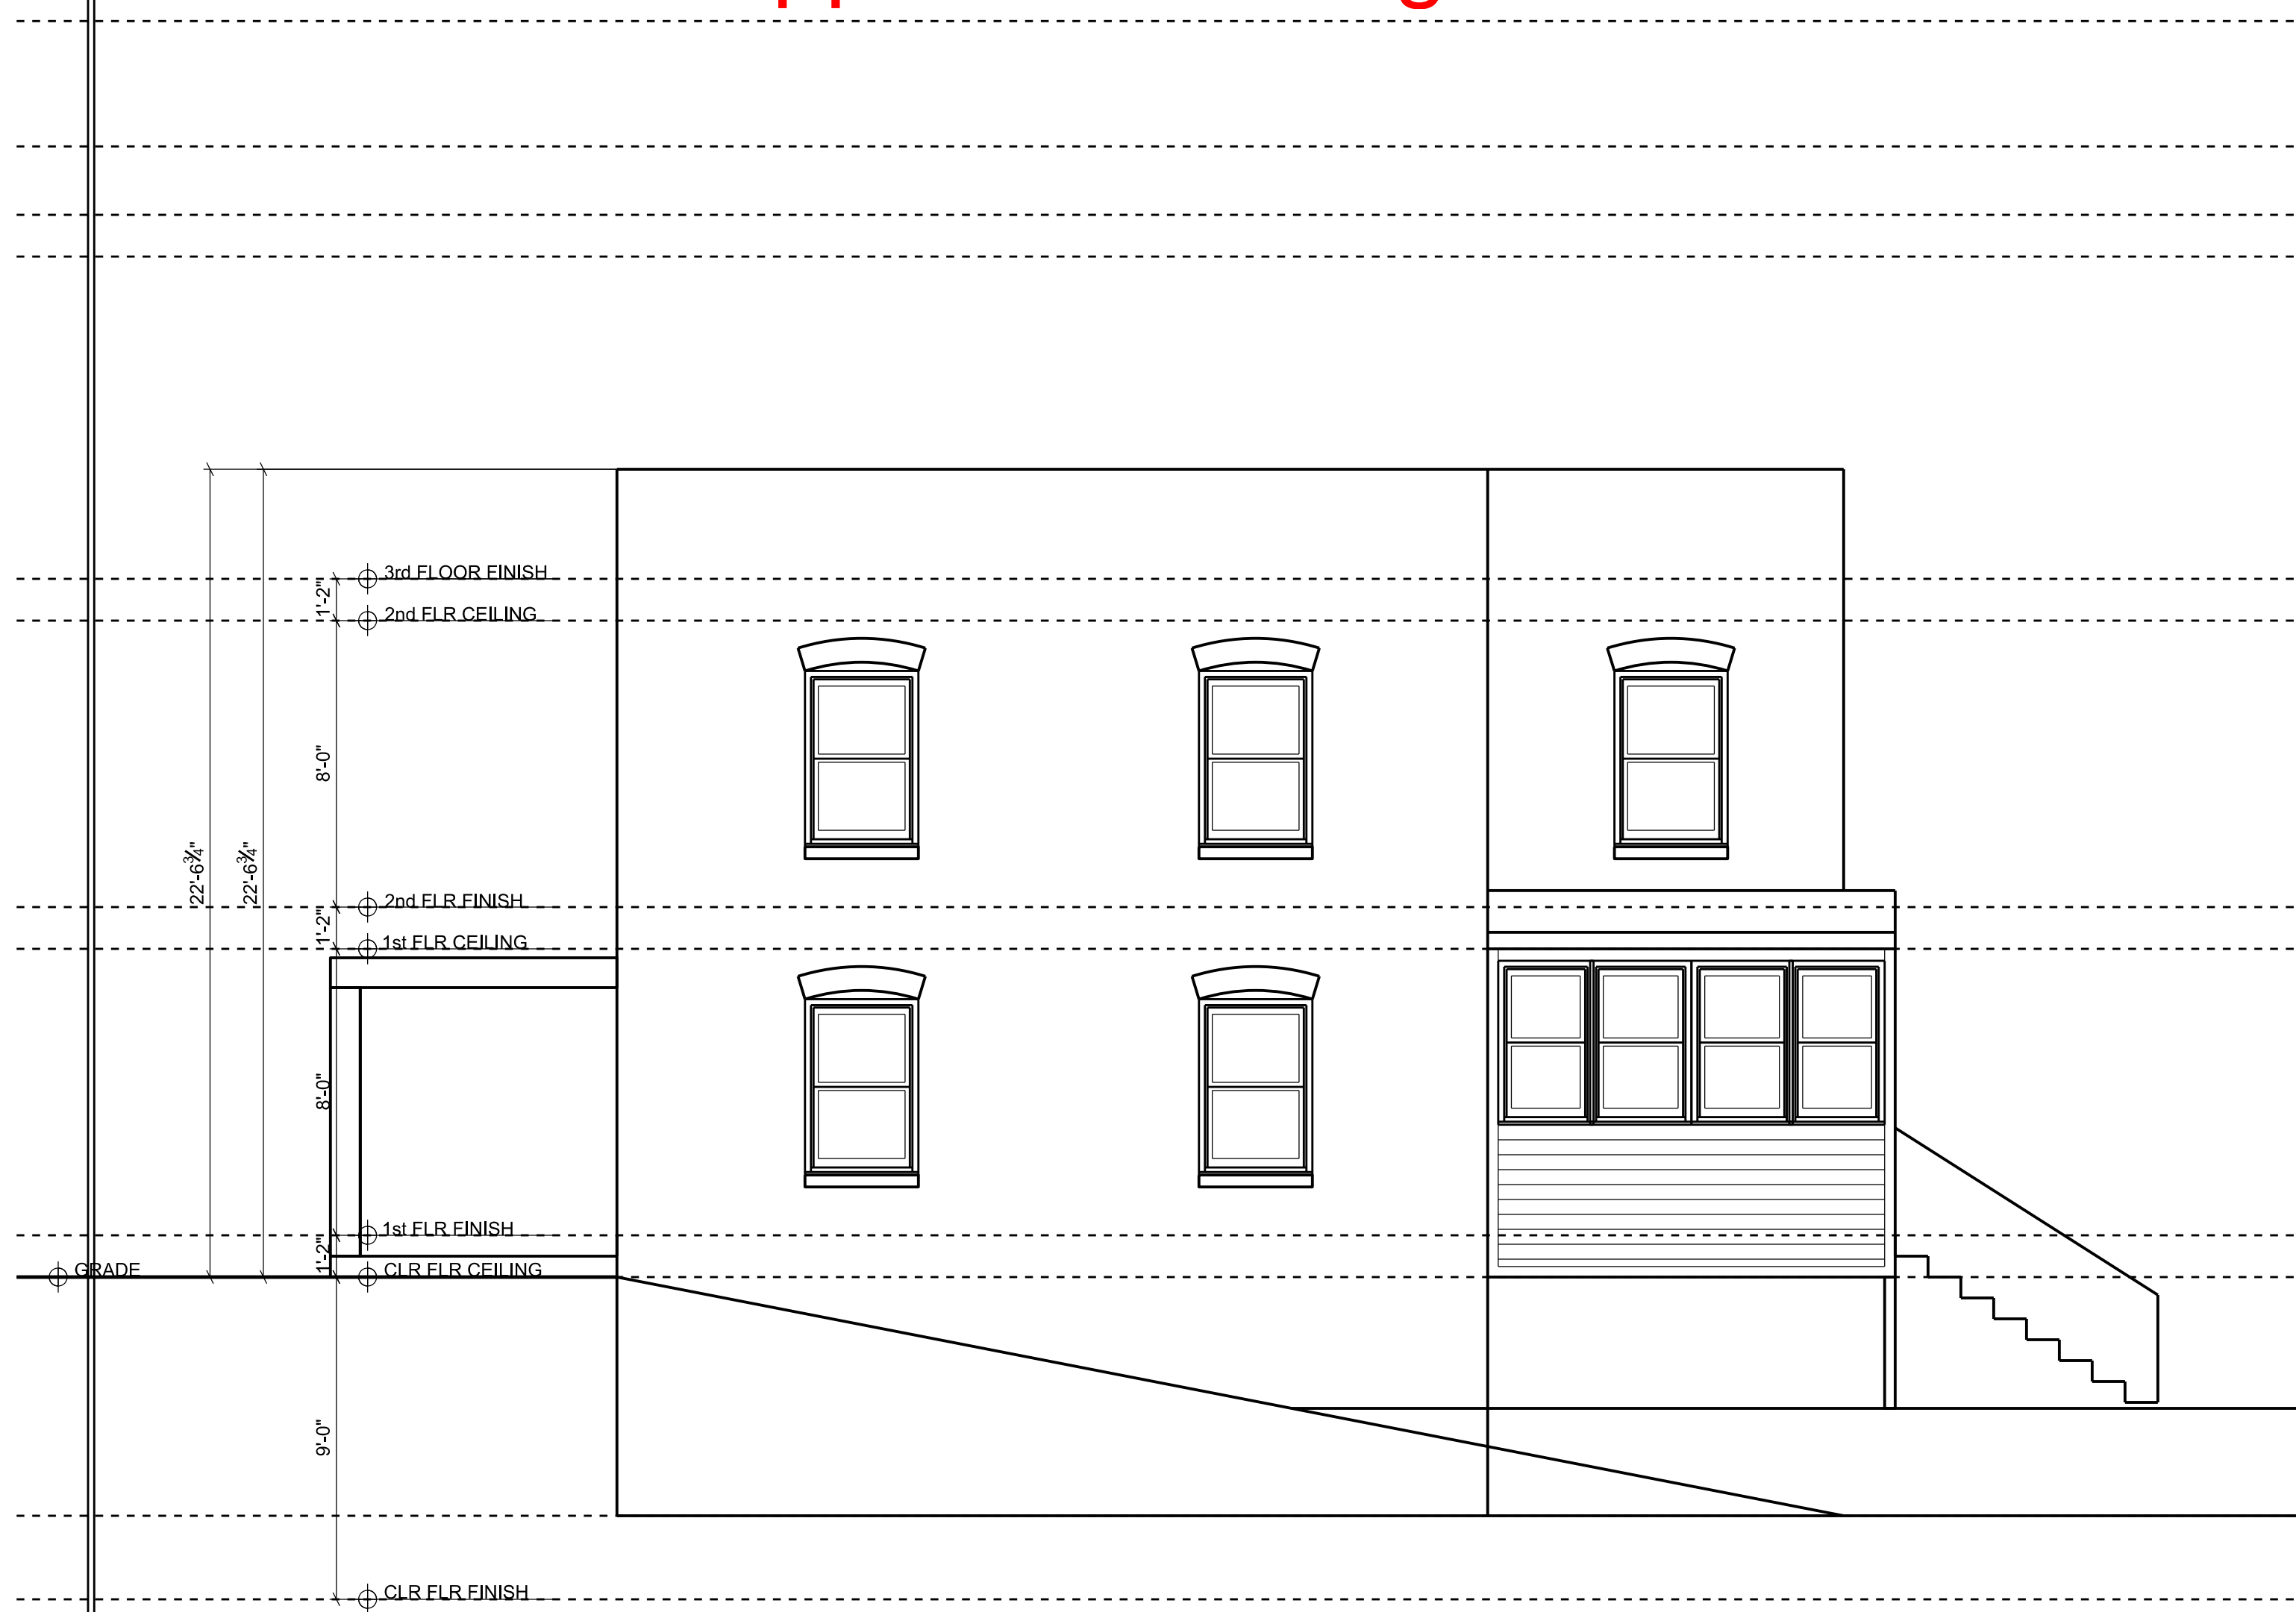 3rd FLOOR FINISH
1'-2"
2nd FLR CEILING
8'-0"
22'-6¾"
22'-6¾"
2nd FLR FINISH
1'-2"
1st FLR CEILING
8'-0"
1st FLR FINISH
1'-2"
GRADE
CLR FLR CEILING
9'-0"
CLR FLR FINISH